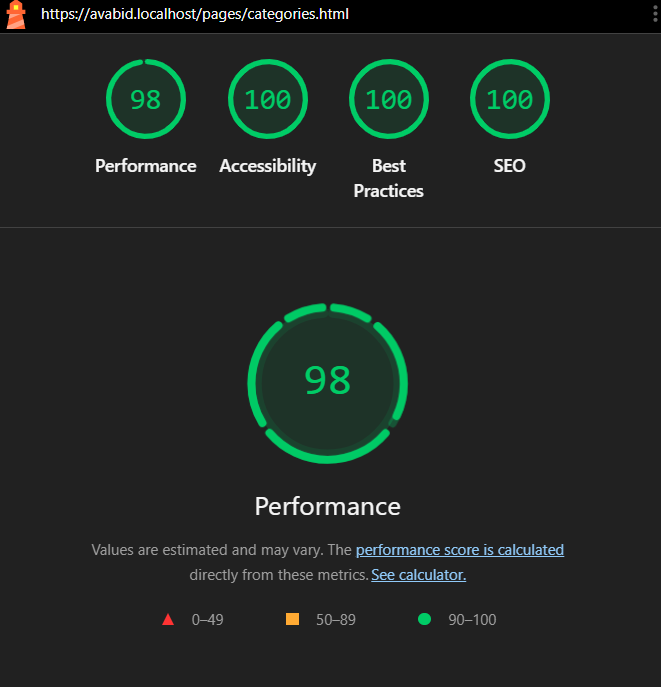 https://avabid.localhost/pages/categories.html
98 100 100 100
Performance Accessibility Best Practices SEO
98
Performance
Values are estimated and may vary. The performance score is calculated
directly from these metrics. See calculator.
0–49 50–89 90–100